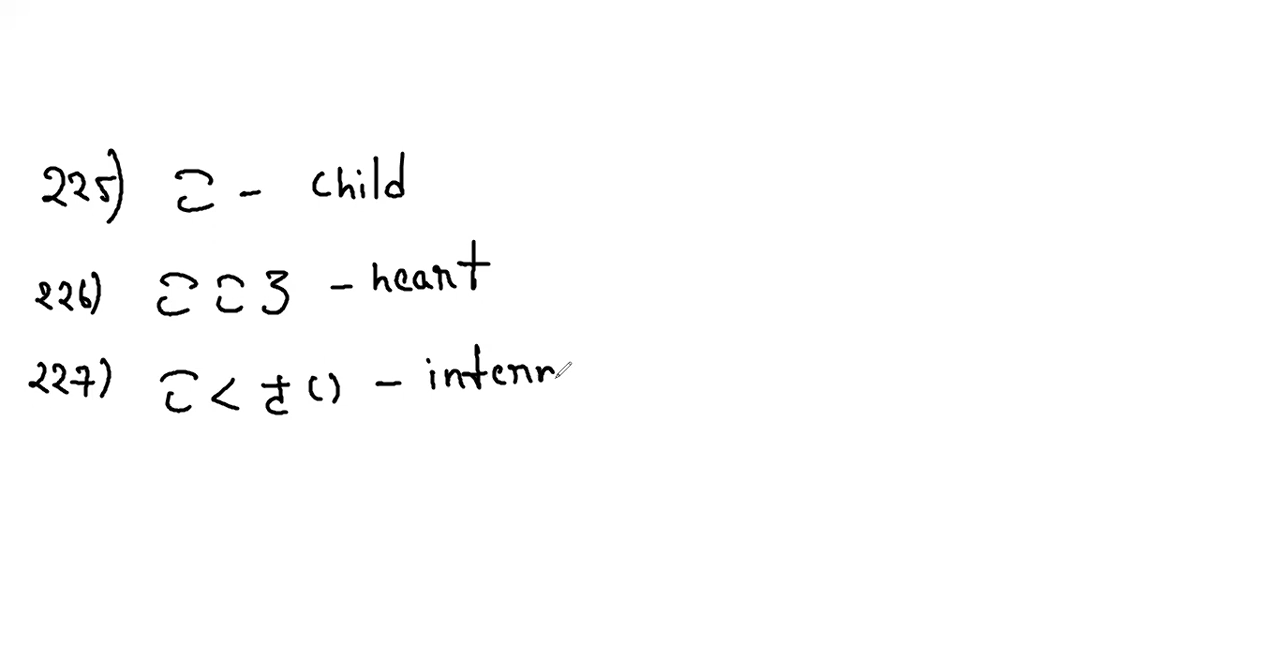 225) こ - child
226) こころ - heart
227) こくさい - intern